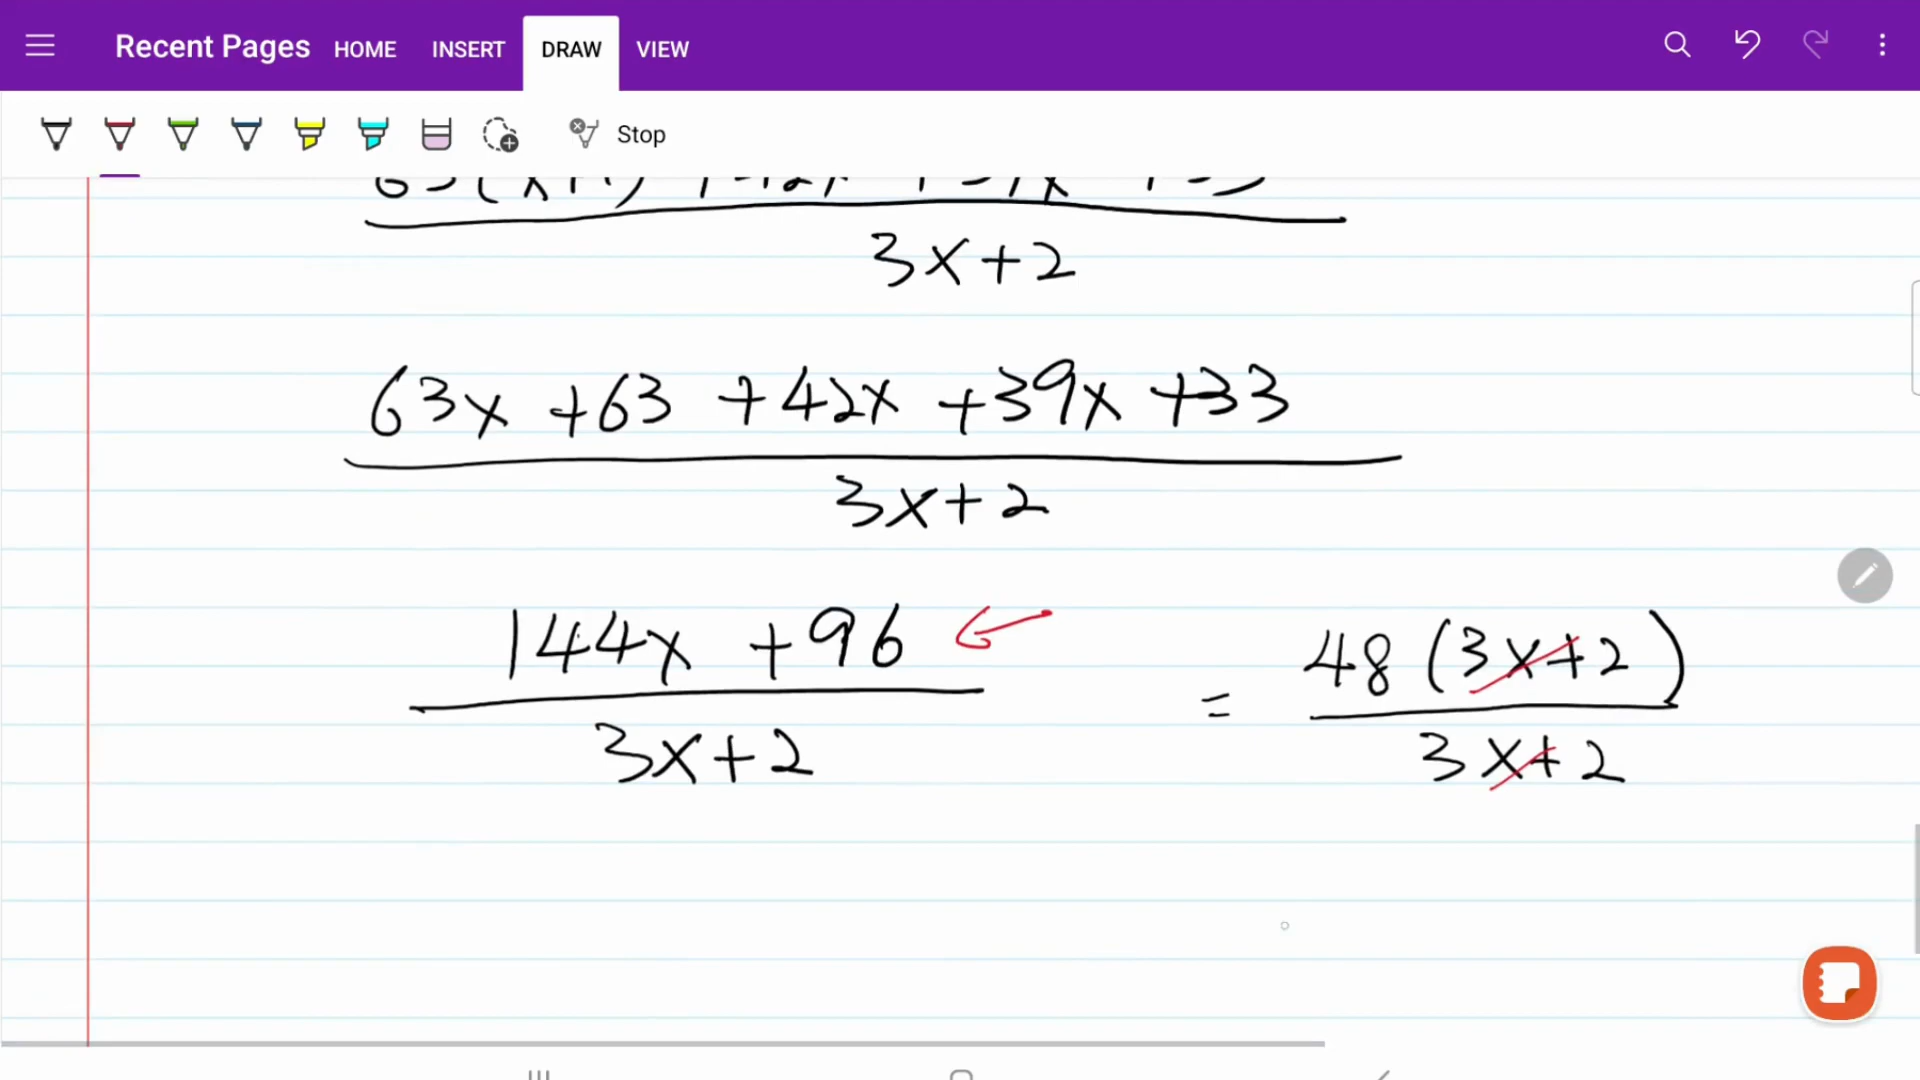 Recent Pages HOME INSERT DRAW VIEW
Stop
3x+2
63x +63 +42x +39x +33
3x+2
144x +96
3x+2
= 48 (3x+2)
3x+2